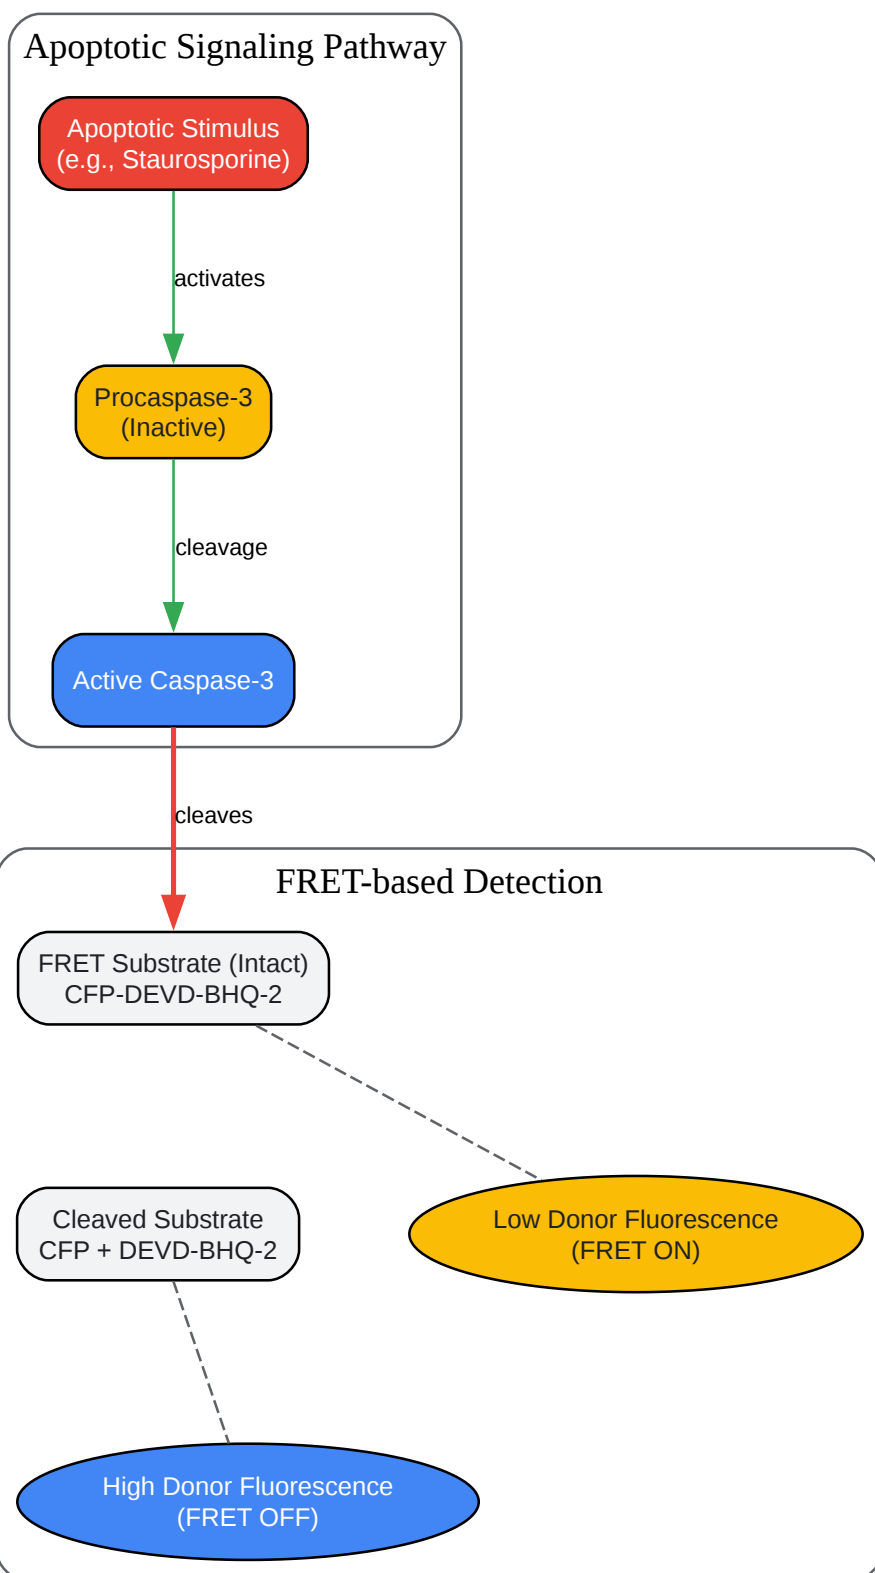 Apoptotic Signaling Pathway
Apoptotic Stimulus
(e.g., Staurosporine)
activates
Procaspase-3
(Inactive)
cleavage
Active Caspase-3
cleaves
FRET-based Detection
FRET Substrate (Intact)
CFP-DEVD-BHQ-2
Cleaved Substrate
CFP + DEVD-BHQ-2
Low Donor Fluorescence
(FRET ON)
High Donor Fluorescence
(FRET OFF)